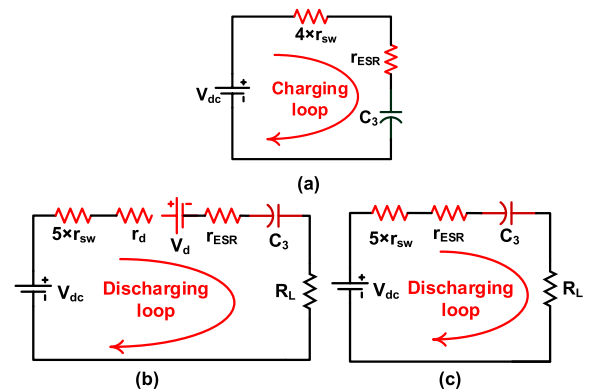 4×rsw
rESR
Vdc
+
-
Charging
loop
C3
(a)
+ -
5×rsw rd Vd rESR C3
+
-
Vdc
Discharging
loop
RL
(b)
5×rsw rESR C3
+
-
Vdc
Discharging
loop
RL
(c)